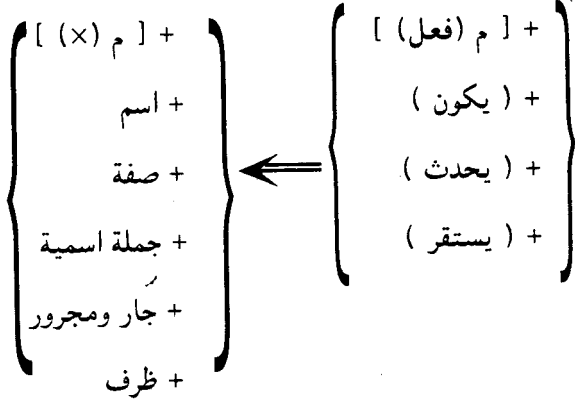 + [ م (فعل) ]
+ ( يكون )
+ ( يحدث )
+ ( يستقر )
+ [ م (×) ]
+ اسم
+ صفة
+ جملة اسمية
+ جار ومجرور
+ ظرف